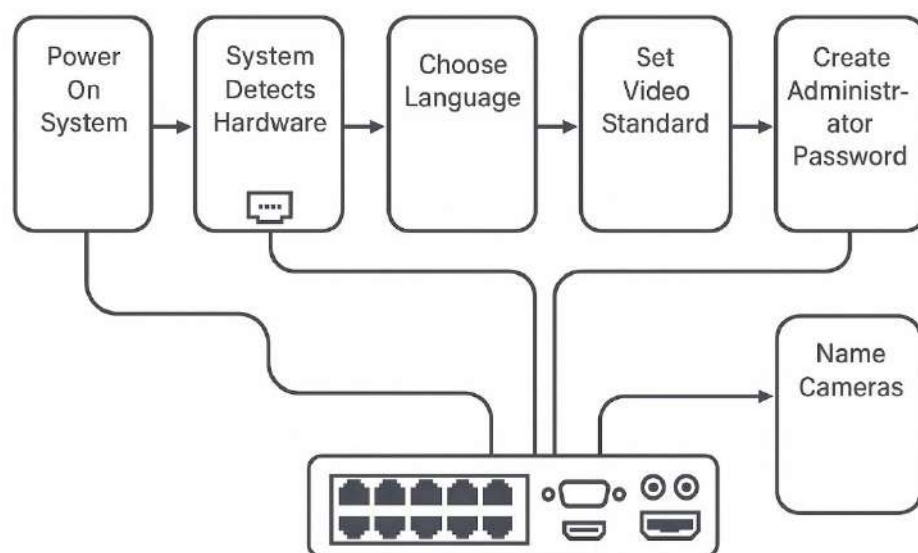 Power
On
System
System
Detects
Hardware
Choose
Language
Set
Video
Standard
Create
Administr-
ator
Password
Name
Cameras